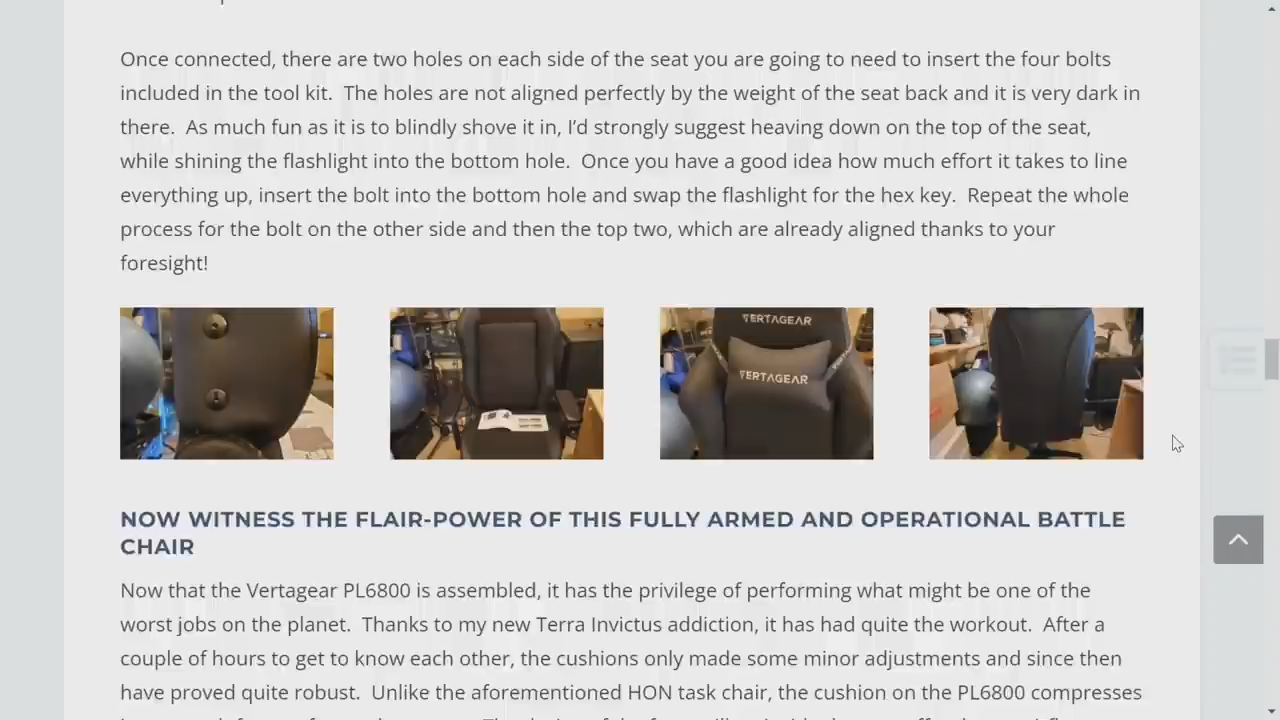 Once connected, there are two holes on each side of the seat you are going to need to insert the four bolts
included in the tool kit.  The holes are not aligned perfectly by the weight of the seat back and it is very dark in
there.  As much fun as it is to blindly shove it in, I’d strongly suggest heaving down on the top of the seat,
while shining the flashlight into the bottom hole.  Once you have a good idea how much effort it takes to line
everything up, insert the bolt into the bottom hole and swap the flashlight for the hex key.  Repeat the whole
process for the bolt on the other side and then the top two, which are already aligned thanks to your
foresight!
VERTAGEAR
VERTAGEAR
NOW WITNESS THE FLAIR-POWER OF THIS FULLY ARMED AND OPERATIONAL BATTLE
CHAIR
Now that the Vertagear PL6800 is assembled, it has the privilege of performing what might be one of the
worst jobs on the planet.  Thanks to my new Terra Invictus addiction, it has had quite the workout.  After a
couple of hours to get to know each other, the cushions only made some minor adjustments and since then
have proved quite robust.  Unlike the aforementioned HON task chair, the cushion on the PL6800 compresses